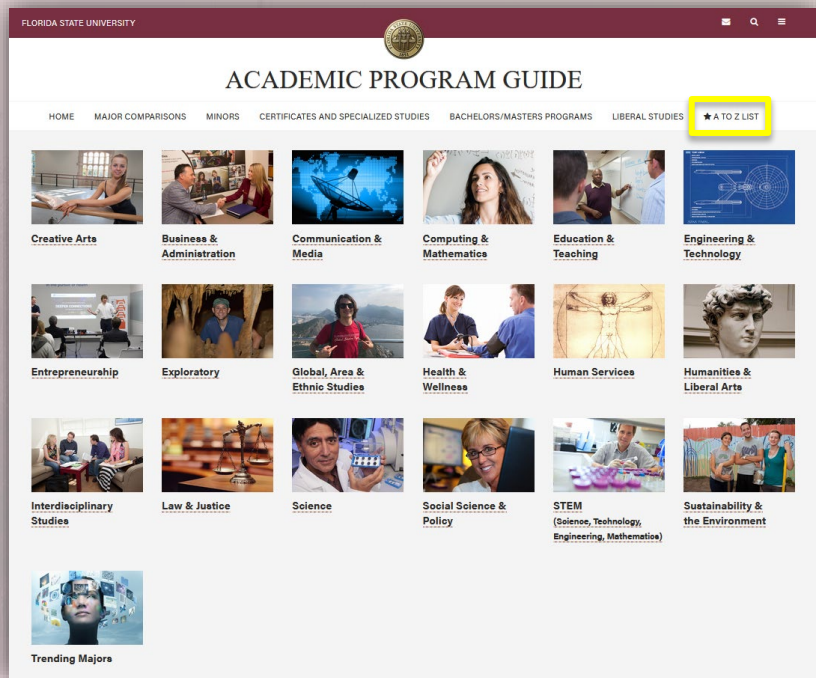 FLORIDA STATE UNIVERSITY
ACADEMIC PROGRAM GUIDE
HOME MAJOR COMPARISONS MINORS CERTIFICATES AND SPECIALIZED STUDIES BACHELORS/MASTERS PROGRAMS LIBERAL STUDIES ★ A TO Z LIST
Creative Arts
Business &
Administration
Communication &
Media
Computing &
Mathematics
Education &
Teaching
Engineering &
Technology
Entrepreneurship
Exploratory
Global, Area &
Ethnic Studies
Health &
Wellness
Human Services
Humanities &
Liberal Arts
Interdisciplinary
Studies
Law & Justice
Science
Social Science &
Policy
STEM
(Science, Technology,
Engineering, Mathematics)
Sustainability &
the Environment
Trending Majors